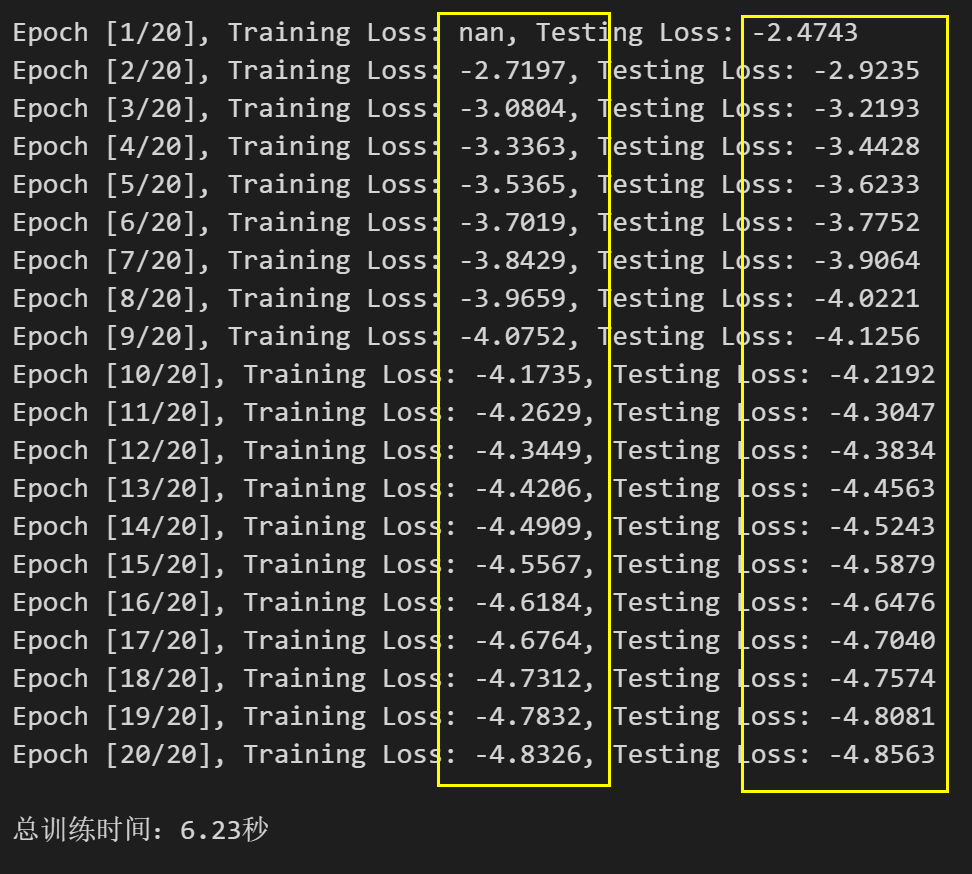 Epoch [1/20], Training Loss: nan, Testing Loss: -2.4743
Epoch [2/20], Training Loss: -2.7197, Testing Loss: -2.9235
Epoch [3/20], Training Loss: -3.0804, Testing Loss: -3.2193
Epoch [4/20], Training Loss: -3.3363, Testing Loss: -3.4428
Epoch [5/20], Training Loss: -3.5365, Testing Loss: -3.6233
Epoch [6/20], Training Loss: -3.7019, Testing Loss: -3.7752
Epoch [7/20], Training Loss: -3.8429, Testing Loss: -3.9064
Epoch [8/20], Training Loss: -3.9659, Testing Loss: -4.0221
Epoch [9/20], Training Loss: -4.0752, Testing Loss: -4.1256
Epoch [10/20], Training Loss: -4.1735, Testing Loss: -4.2192
Epoch [11/20], Training Loss: -4.2629, Testing Loss: -4.3047
Epoch [12/20], Training Loss: -4.3449, Testing Loss: -4.3834
Epoch [13/20], Training Loss: -4.4206, Testing Loss: -4.4563
Epoch [14/20], Training Loss: -4.4909, Testing Loss: -4.5243
Epoch [15/20], Training Loss: -4.5567, Testing Loss: -4.5879
Epoch [16/20], Training Loss: -4.6184, Testing Loss: -4.6476
Epoch [17/20], Training Loss: -4.6764, Testing Loss: -4.7040
Epoch [18/20], Training Loss: -4.7312, Testing Loss: -4.7574
Epoch [19/20], Training Loss: -4.7832, Testing Loss: -4.8081
Epoch [20/20], Training Loss: -4.8326, Testing Loss: -4.8563
总训练时间：6.23秒